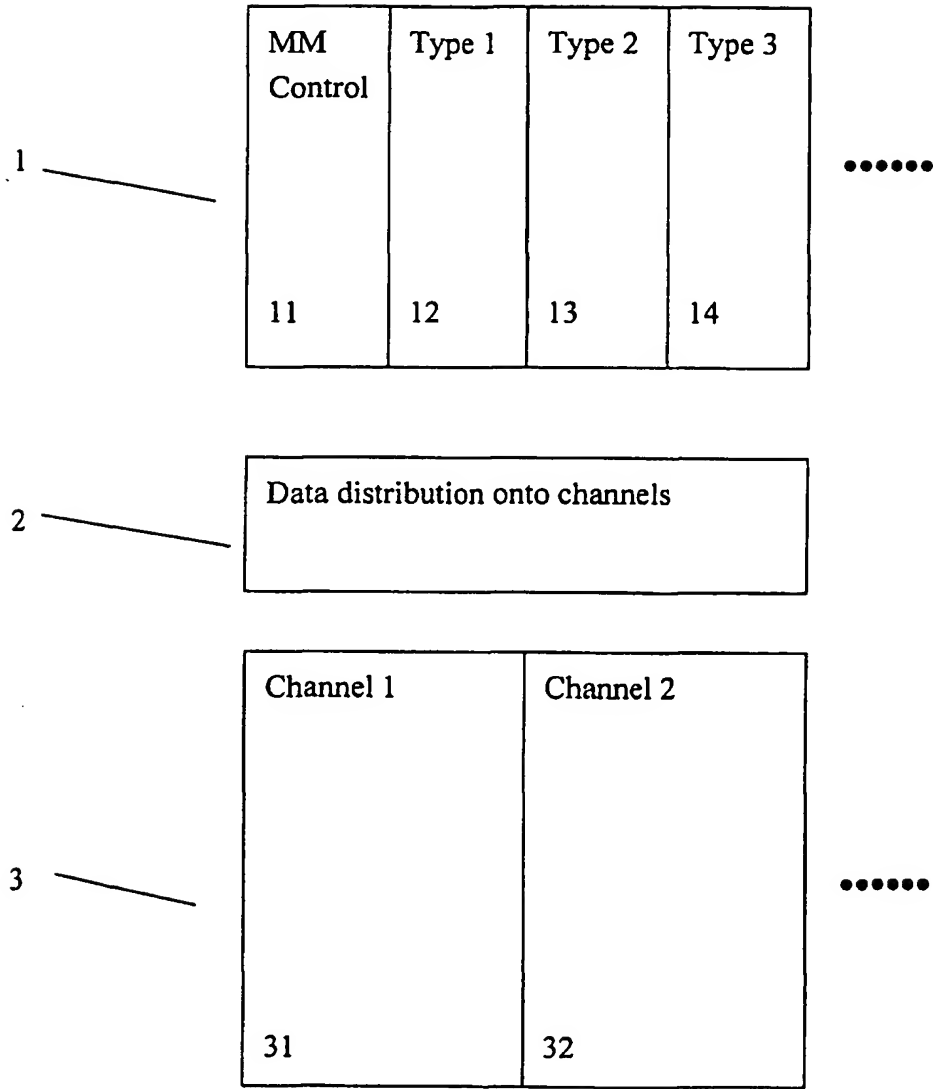 MM Control
Type 1
Type 2
Type 3
1
••••••
11
12
13
14
Data distribution onto channels
2
Channel 1
Channel 2
3
••••••
31
32